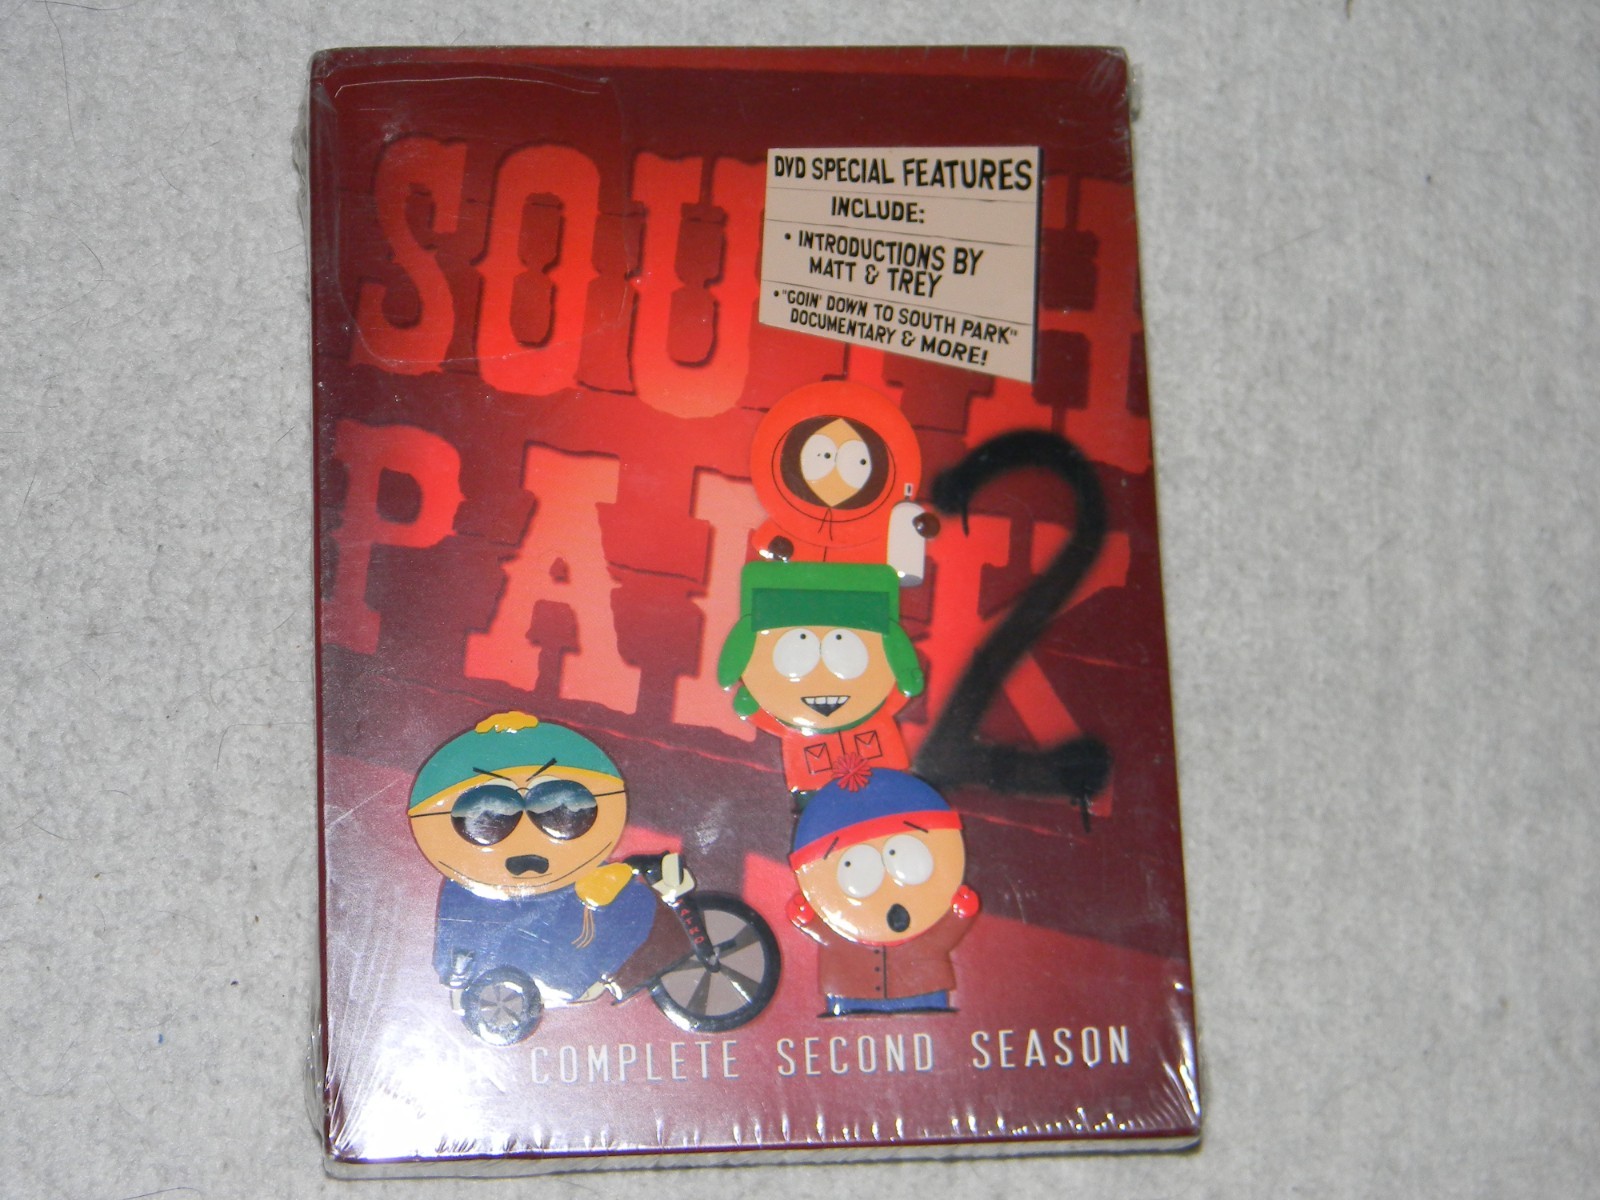 SOUTH
PARK
DVD SPECIAL FEATURES
INCLUDE:
• INTRODUCTIONS BY
MATT & TREY
• "GOIN' DOWN TO SOUTH PARK"
DOCUMENTARY & MORE!
2
COMPLETE SECOND SEASON